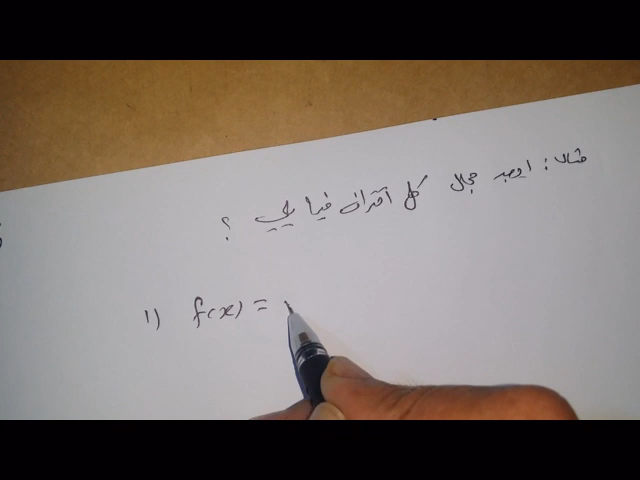 مثال: اوجد مجال كل اقتران فيما يلي ؟
1) f(x) =